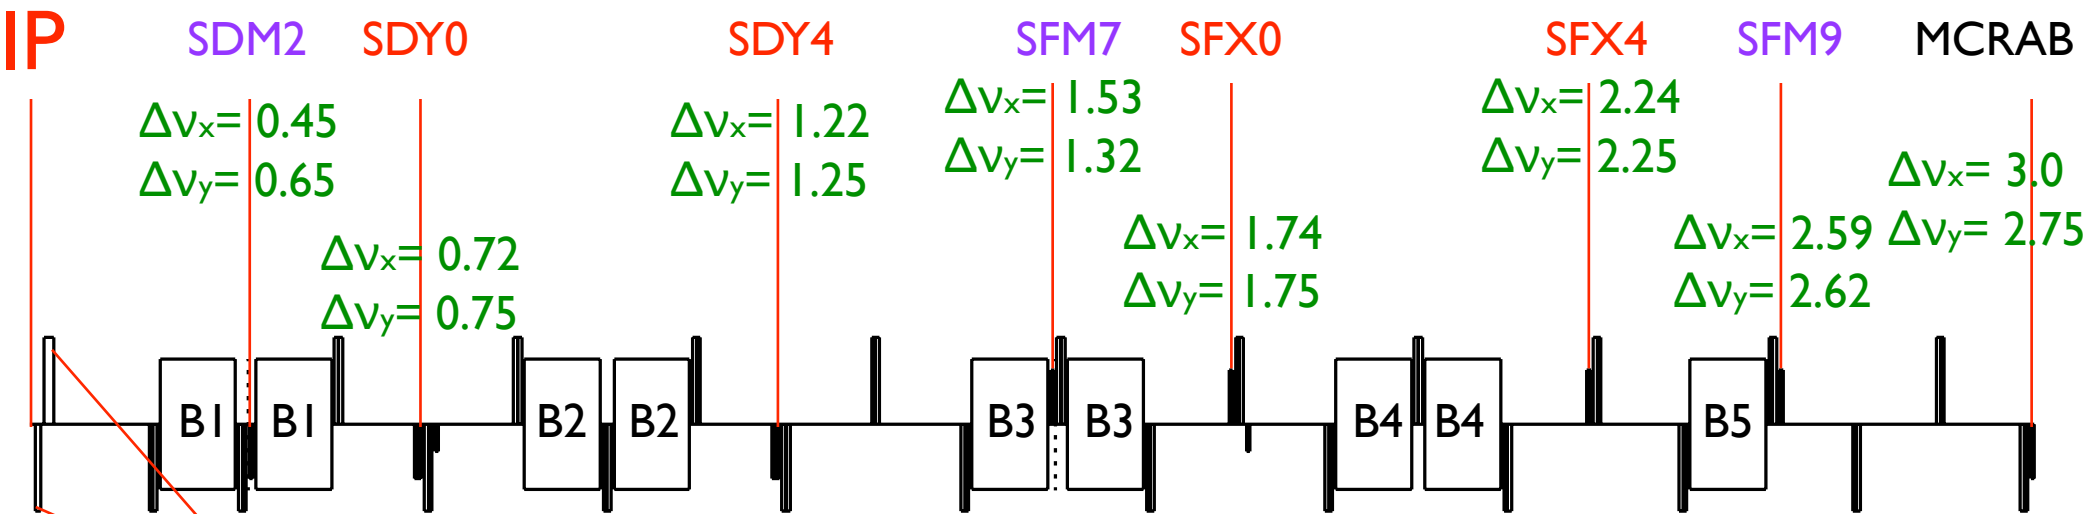 IP SDM2 SDY0 SDY4 SFM7 SFX0 SFX4 SFM9 MCRAB
Δνx= 0.45
Δνy= 0.65
Δνx= 0.72
Δνy= 0.75
Δνx= 1.22
Δνy= 1.25
Δνx= 1.53
Δνy= 1.32
Δνx= 1.74
Δνy= 1.75
Δνx= 2.24
Δνy= 2.25
Δνx= 2.59
Δνy= 2.62
Δνx= 3.0
Δνy= 2.75
B1 B1 B2 B2 B3 B3 B4 B4 B5